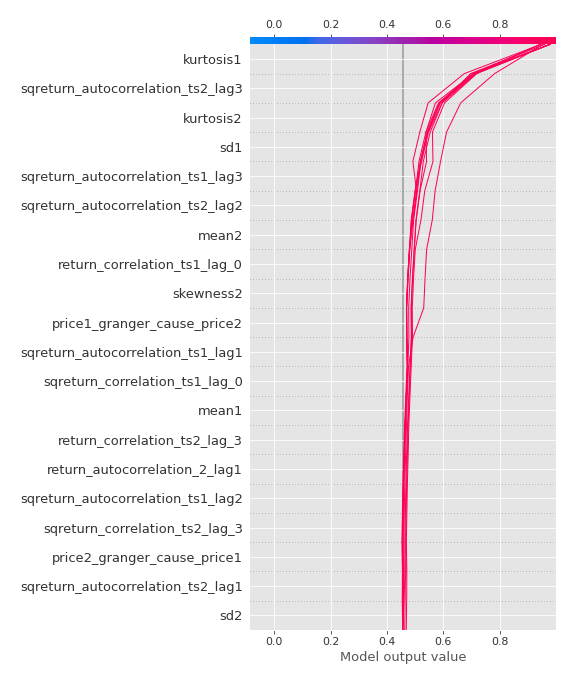 0.0 0.2 0.4 0.6 0.8
kurtosis1
sqreturn_autocorrelation_ts2_lag3
kurtosis2
sd1
sqreturn_autocorrelation_ts1_lag3
sqreturn_autocorrelation_ts2_lag2
mean2
return_correlation_ts1_lag_0
skewness2
price1_granger_cause_price2
sqreturn_autocorrelation_ts1_lag1
sqreturn_correlation_ts1_lag_0
mean1
return_correlation_ts2_lag_3
return_autocorrelation_2_lag1
sqreturn_autocorrelation_ts1_lag2
sqreturn_correlation_ts2_lag_3
price2_granger_cause_price1
sqreturn_autocorrelation_ts2_lag1
sd2
0.0 0.2 0.4 0.6 0.8
Model output value